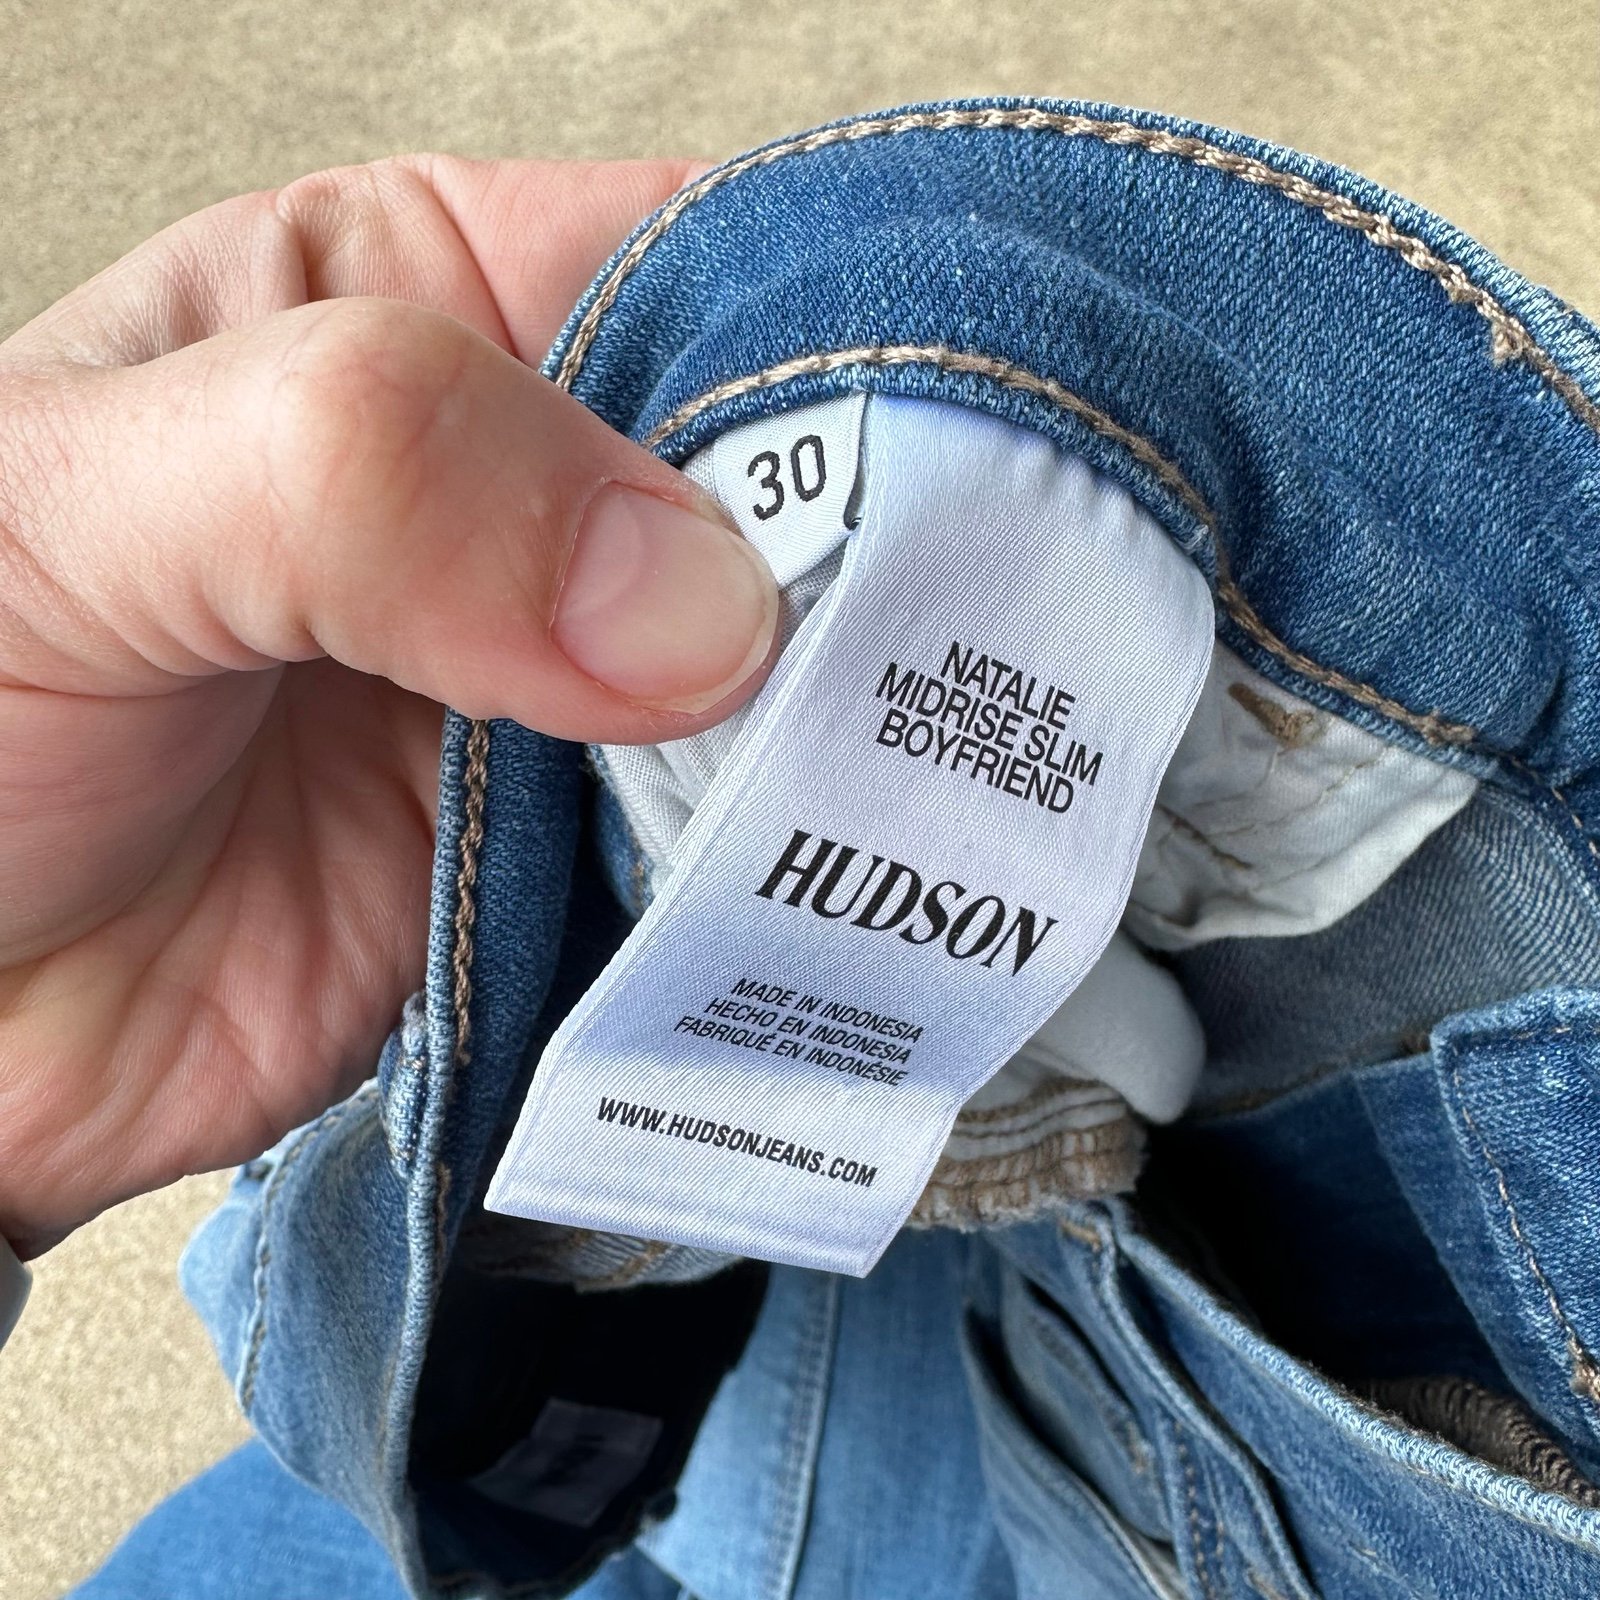 30
NATALIE
MIDRISE SLIM
BOYFRIEND
HUDSON
MADE IN INDONESIA
HECHO EN INDONESIA
FABRIQUÉ EN INDONÉSIE
WWW.HUDSONJEANS.COM